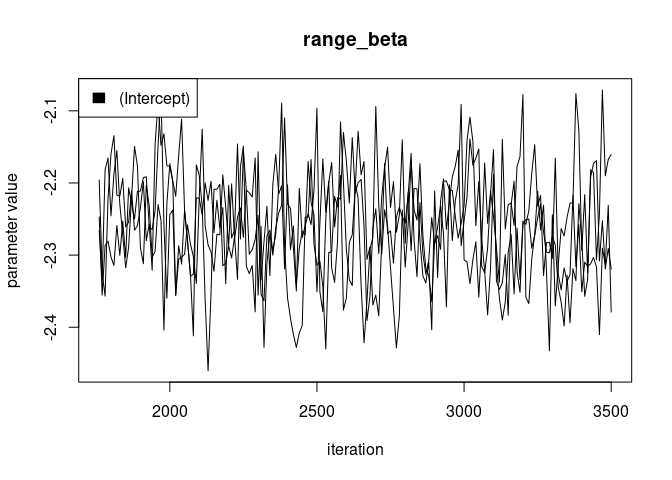 range_beta
(Intercept)
parameter value
-2.1
-2.2
-2.3
-2.4
2000
2500
3000
3500
iteration